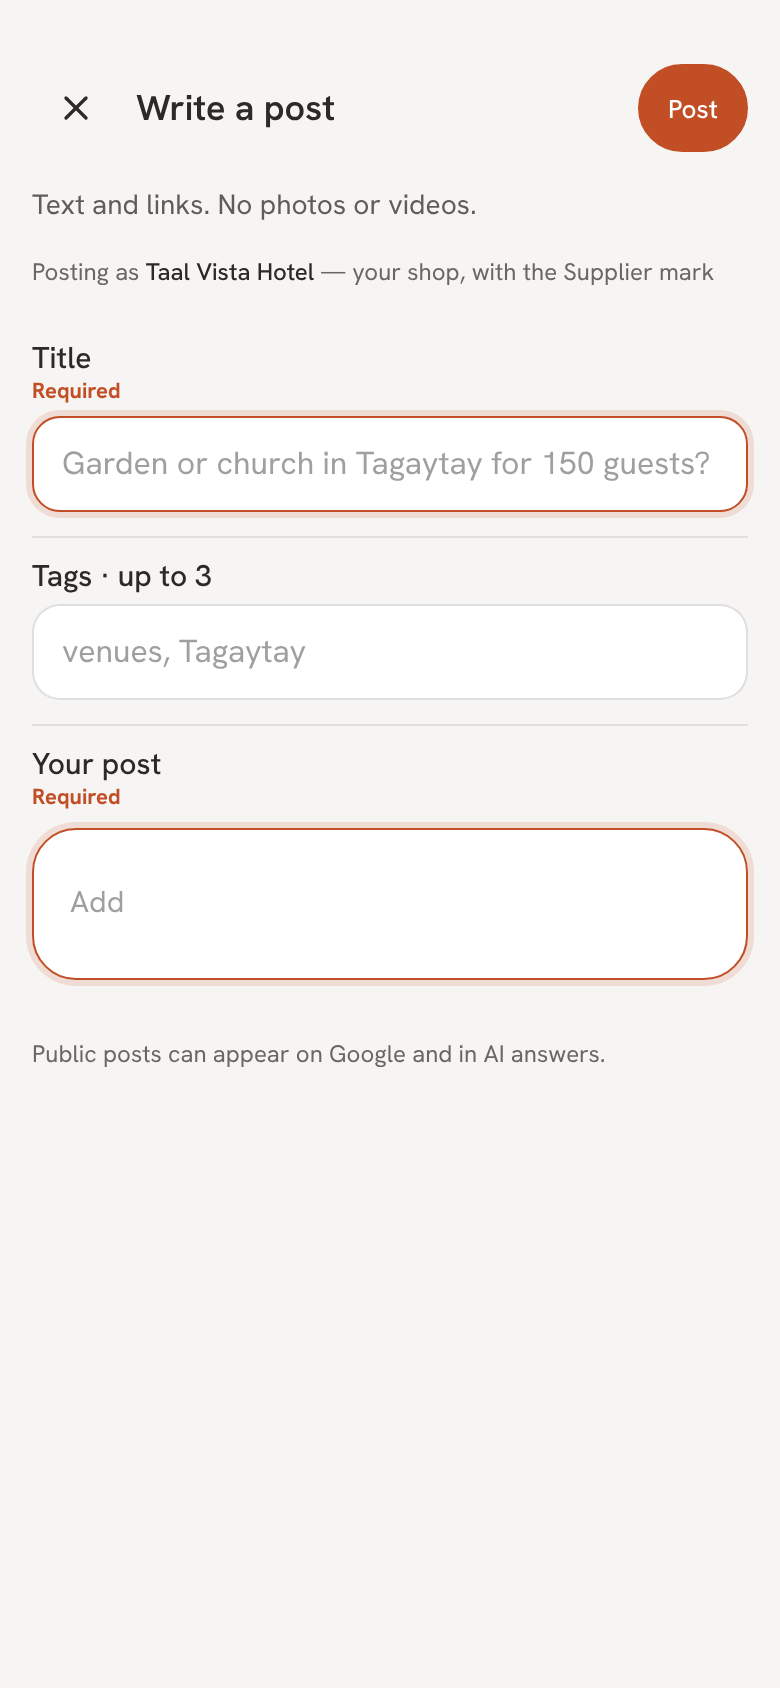 Write a post
Post
Text and links. No photos or videos.
Posting as Taal Vista Hotel — your shop, with the Supplier mark
Title
Required
Garden or church in Tagaytay for 150 guests?
Tags · up to 3
venues, Tagaytay
Your post
Required
Add
Public posts can appear on Google and in AI answers.